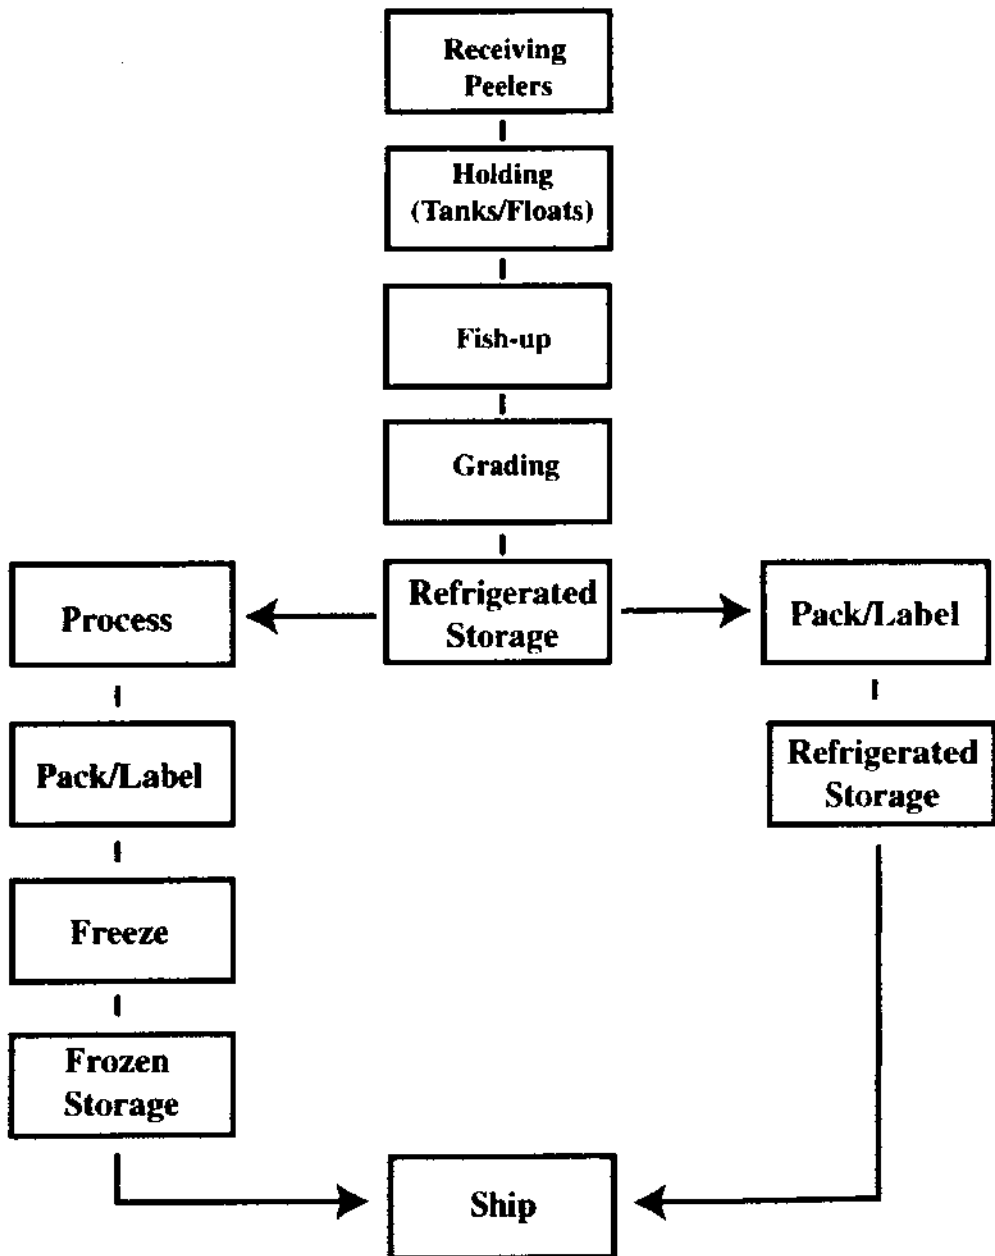 Receiving
Peelers
Holding
(Tanks/Floats)
Fish-up
Grading
Refrigerated
Storage
Process
Pack/Label
Freeze
Frozen
Storage
Pack/Label
Refrigerated
Storage
Ship